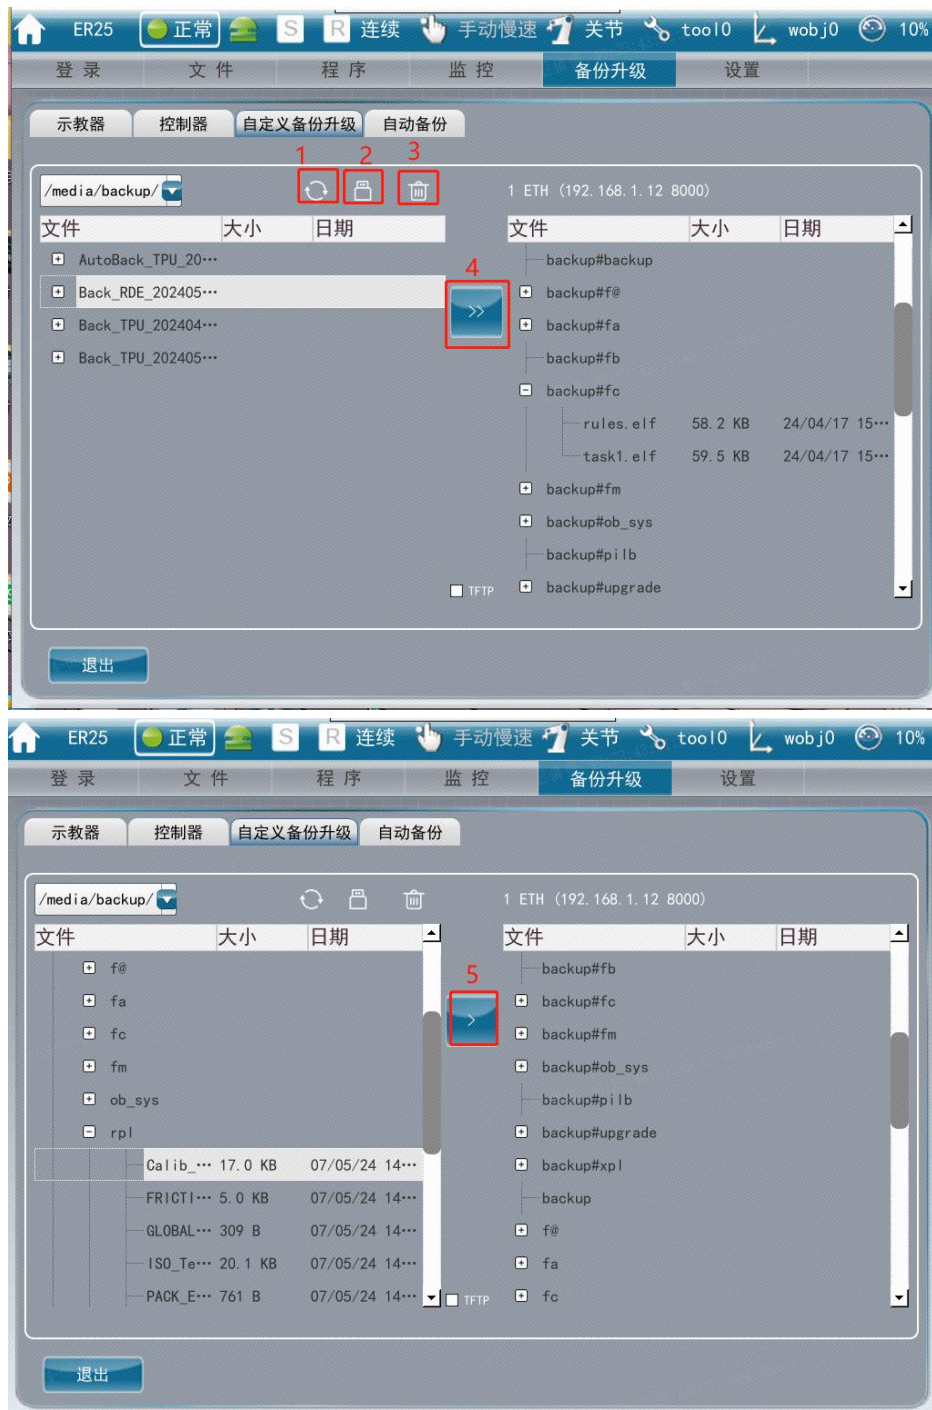 ER25 正常 S R 连续 手动慢速 关节 tool0 wobj0 10%
登录 文件 程序 监控 备份升级 设置
示教器 控制器 自定义备份升级 自动备份
1 2 3
/media/backup/ 1 ETH (192.168.1.12 8000)
文件 大小 日期 文件 大小 日期
AutoBack_TPU_20… backup#backup
4
Back_RDE_202405… backup#f@
>>
Back_TPU_202404… backup#fa
Back_TPU_202405… backup#fb
backup#fc
rules.elf 58.2 KB 24/04/17 15…
task1.elf 59.5 KB 24/04/17 15…
backup#fm
backup#ob_sys
backup#pilb
TFTP backup#upgrade
退出
ER25 正常 S R 连续 手动慢速 关节 tool0 wobj0 10%
登录 文件 程序 监控 备份升级 设置
示教器 控制器 自定义备份升级 自动备份
/media/backup/ 1 ETH (192.168.1.12 8000)
文件 大小 日期 文件 大小 日期
f@ 5 backup#fb
fa backup#fc
>
fc backup#fm
fm backup#ob_sys
ob_sys backup#pilb
rpl backup#upgrade
Calib_… 17.0 KB 07/05/24 14… backup#xpl
FRICTI… 5.0 KB 07/05/24 14… backup
GLOBAL… 309 B 07/05/24 14… f@
ISO_Te… 20.1 KB 07/05/24 14… fa
PACK_E… 761 B 07/05/24 14… TFTP fc
退出